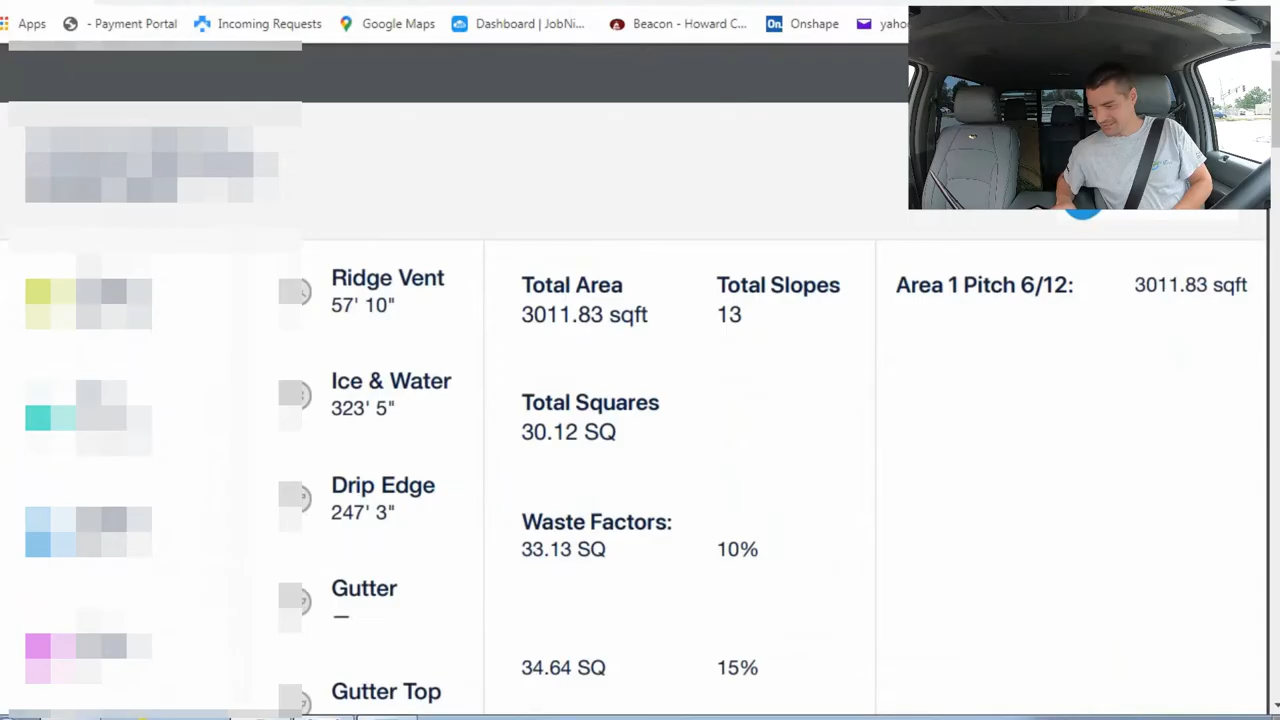 Apps - Payment Portal Incoming Requests Google Maps Dashboard | JobNi... Beacon - Howard C... On Onshape yaho
Ridge Vent
57' 10"
Ice & Water
323' 5"
Drip Edge
247' 3"
Gutter
—
Gutter Top
Total Area
3011.83 sqft
Total Slopes
13
Total Squares
30.12 SQ
Waste Factors:
33.13 SQ 10%
34.64 SQ 15%
Area 1 Pitch 6/12: 3011.83 sqft